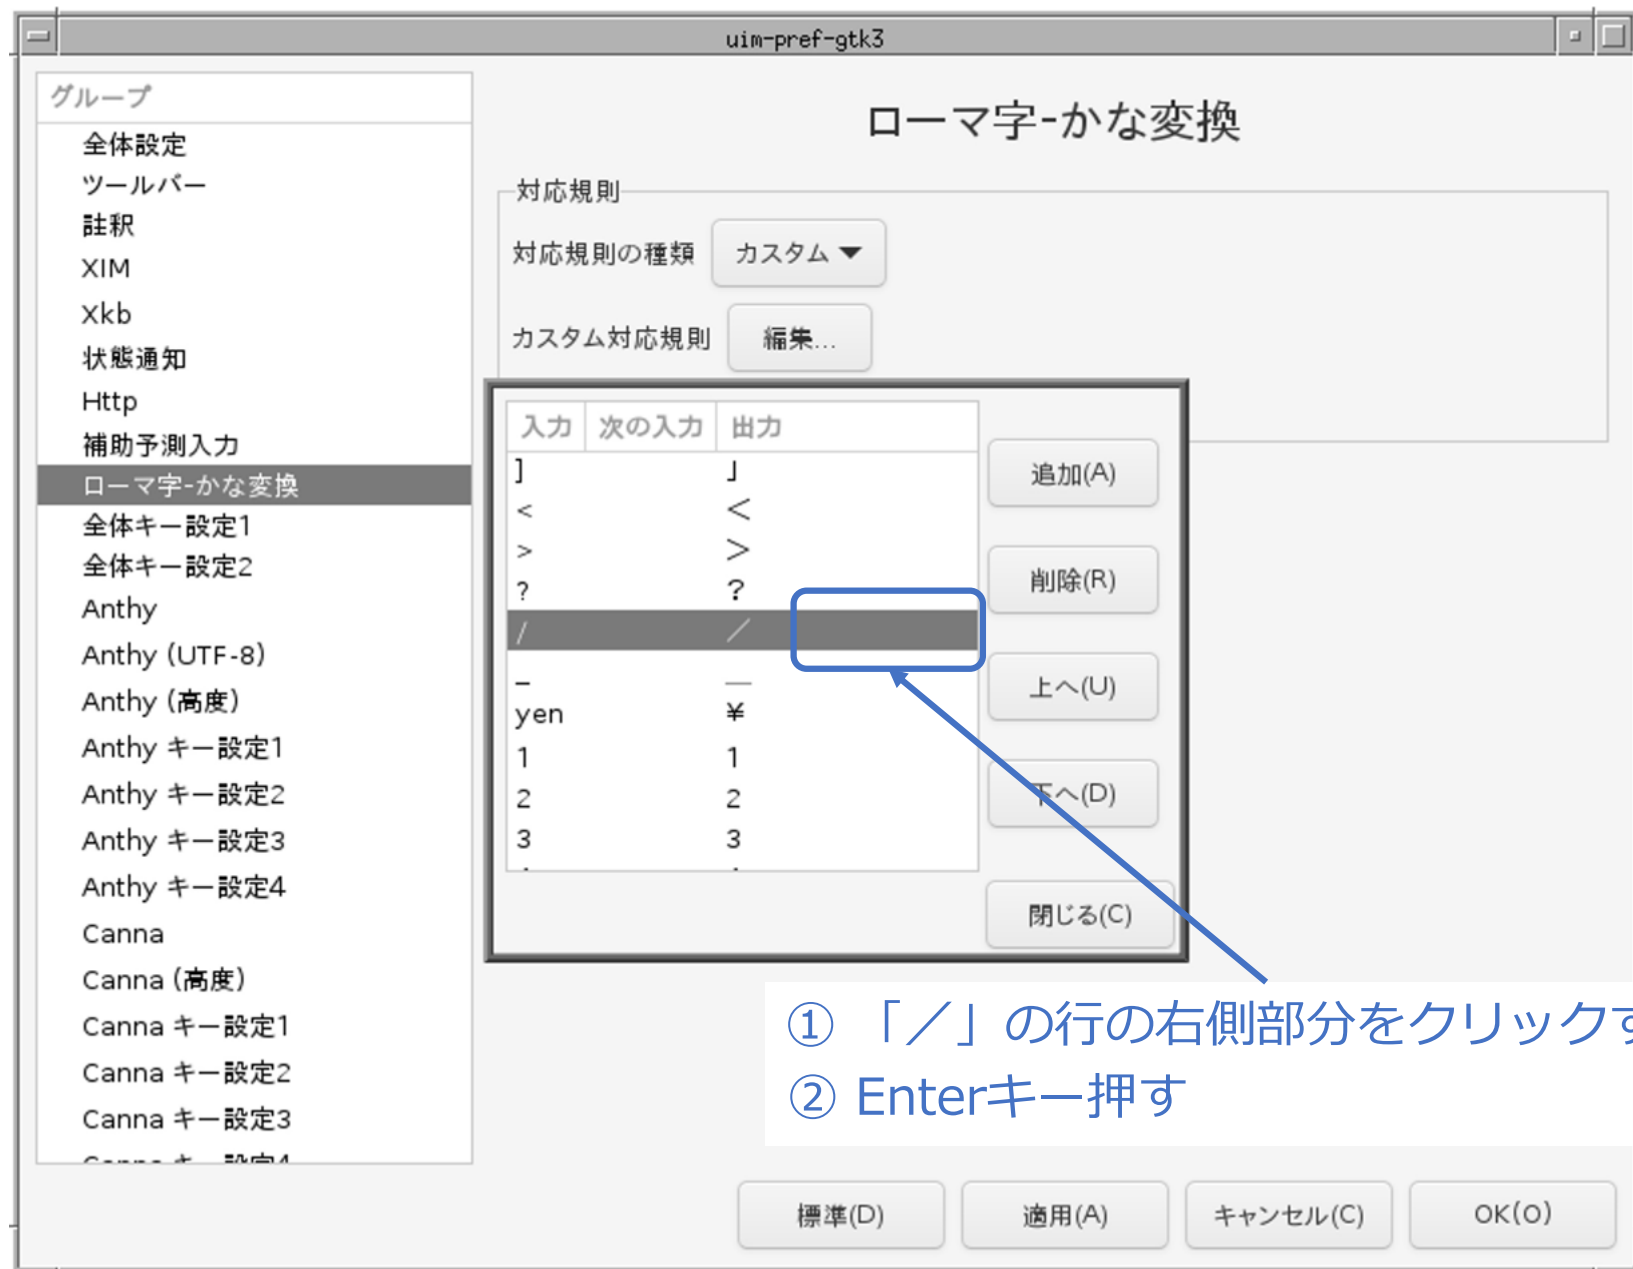 uim-pref-gtk3
グループ
全体設定
ツールバー
註釈
XIM
Xkb
状態通知
Http
補助予測入力
ローマ字-かな変換
全体キー設定1
全体キー設定2
Anthy
Anthy (UTF-8)
Anthy (高度)
Anthy キー設定1
Anthy キー設定2
Anthy キー設定3
Anthy キー設定4
Canna
Canna (高度)
Canna キー設定1
Canna キー設定2
Canna キー設定3
Canna キー設定4
ローマ字-かな変換
対応規則
対応規則の種類 カスタム
カスタム対応規則 編集...
入力 次の入力 出力
] 」
< ＜
> ＞
? ？
/ ／
_ ＿
yen ￥
1 １
2 ２
3 ３
追加(A)
削除(R)
上へ(U)
下へ(D)
閉じる(C)
① 「／」の行の右側部分をクリックす
② Enterキー押す
標準(D) 適用(A) キャンセル(C) OK(O)